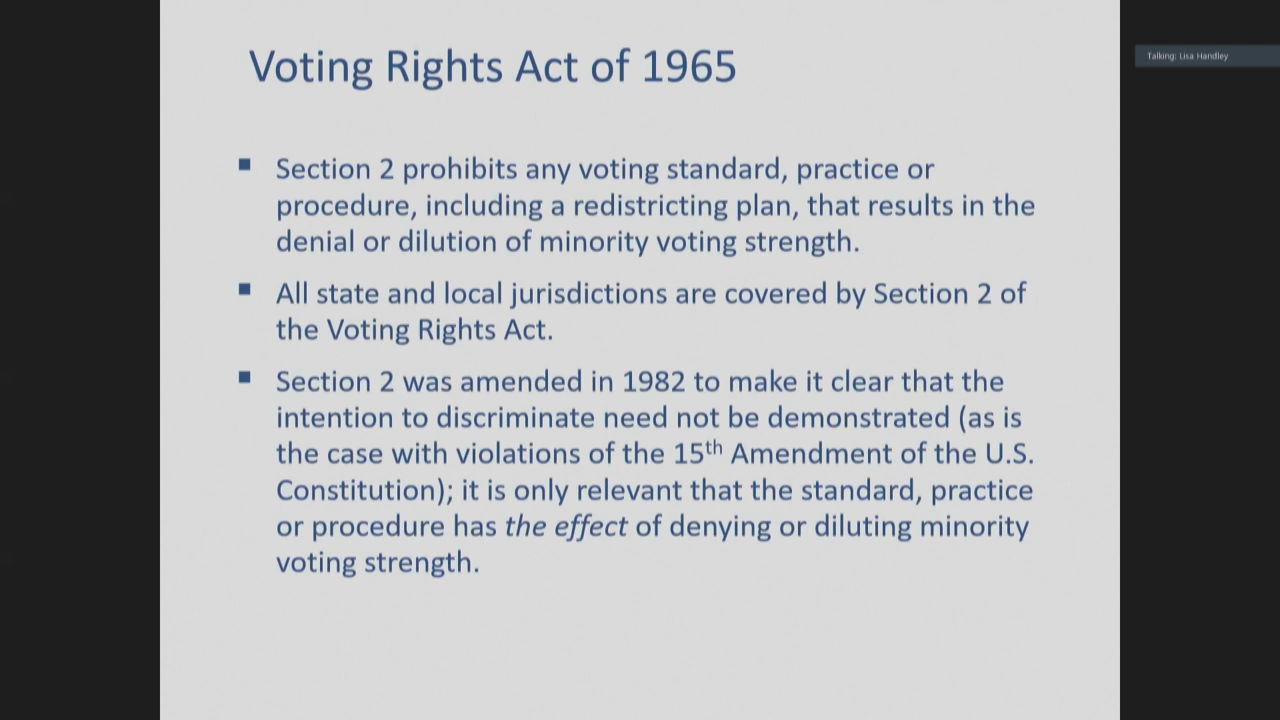 Voting Rights Act of 1965
Talking: Lisa Handley
▪ Section 2 prohibits any voting standard, practice or
procedure, including a redistricting plan, that results in the
denial or dilution of minority voting strength.
▪ All state and local jurisdictions are covered by Section 2 of
the Voting Rights Act.
▪ Section 2 was amended in 1982 to make it clear that the
intention to discriminate need not be demonstrated (as is
the case with violations of the 15th Amendment of the U.S.
Constitution); it is only relevant that the standard, practice
or procedure has the effect of denying or diluting minority
voting strength.